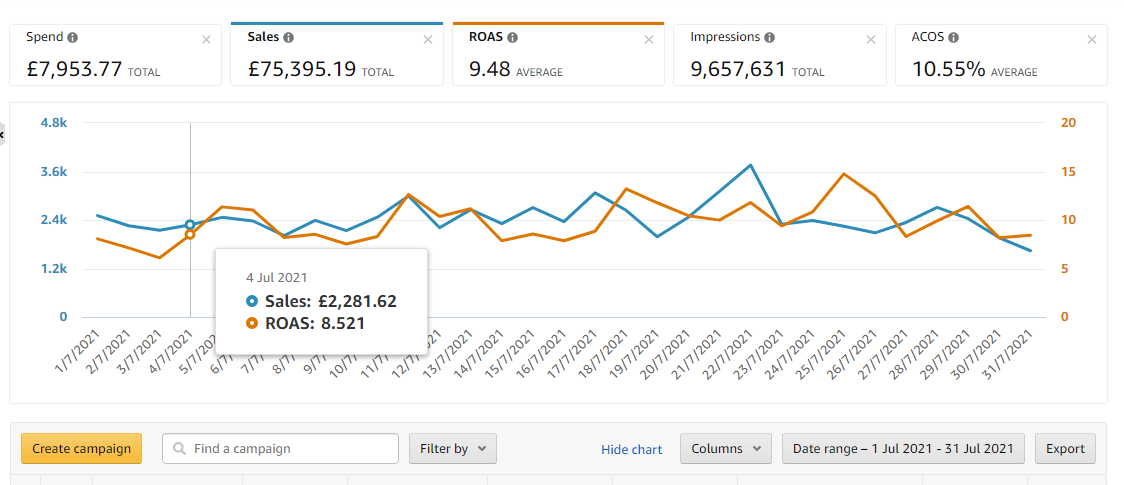 Spend
£7,953.77 TOTAL
Sales
£75,395.19 TOTAL
ROAS
9.48 AVERAGE
Impressions
9,657,631 TOTAL
ACOS
10.55% AVERAGE
4.8k
3.6k
2.4k
1.2k
0
20
15
10
5
0
4 Jul 2021
Sales: £2,281.62
ROAS: 8.521
1/7/2021
2/7/2021
3/7/2021
4/7/2021
5/7/20
6/7/
7/7/
8/7/
9/7/
10/7/
11/7/
12/7/2021
13/7/2021
14/7/2021
15/7/2021
16/7/2021
17/7/2021
18/7/2021
19/7/2021
20/7/2021
21/7/2021
22/7/2021
23/7/2021
24/7/2021
25/7/2021
26/7/2021
27/7/2021
28/7/2021
29/7/2021
30/7/2021
31/7/2021
Create campaign
Find a campaign
Filter by
Hide chart
Columns
Date range – 1 Jul 2021 - 31 Jul 2021
Export